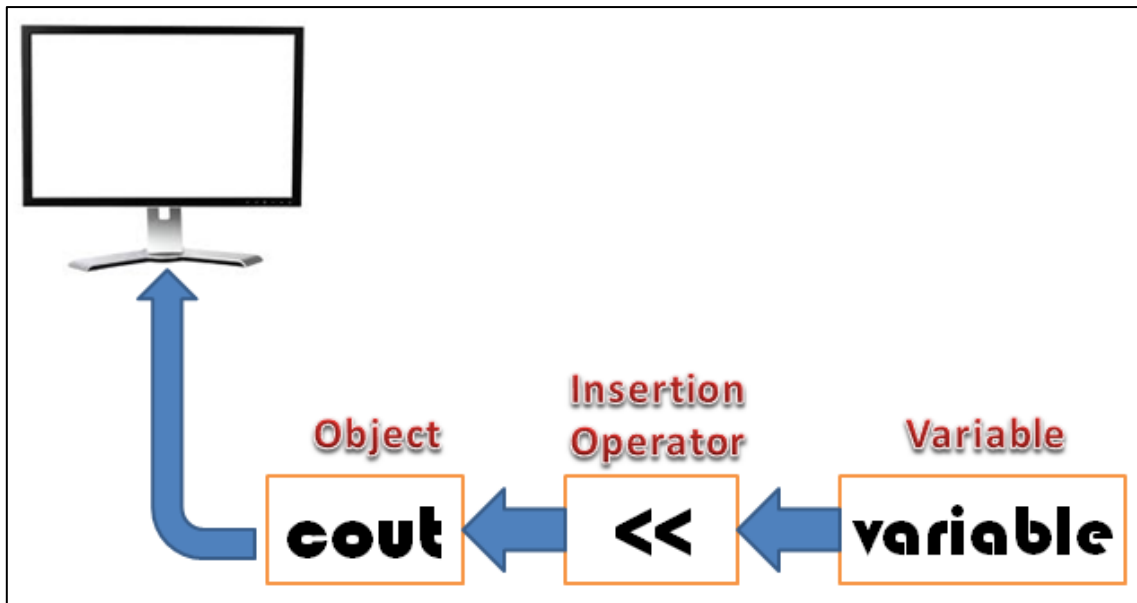 Object
Insertion
Operator
Variable
cout
<<
variable